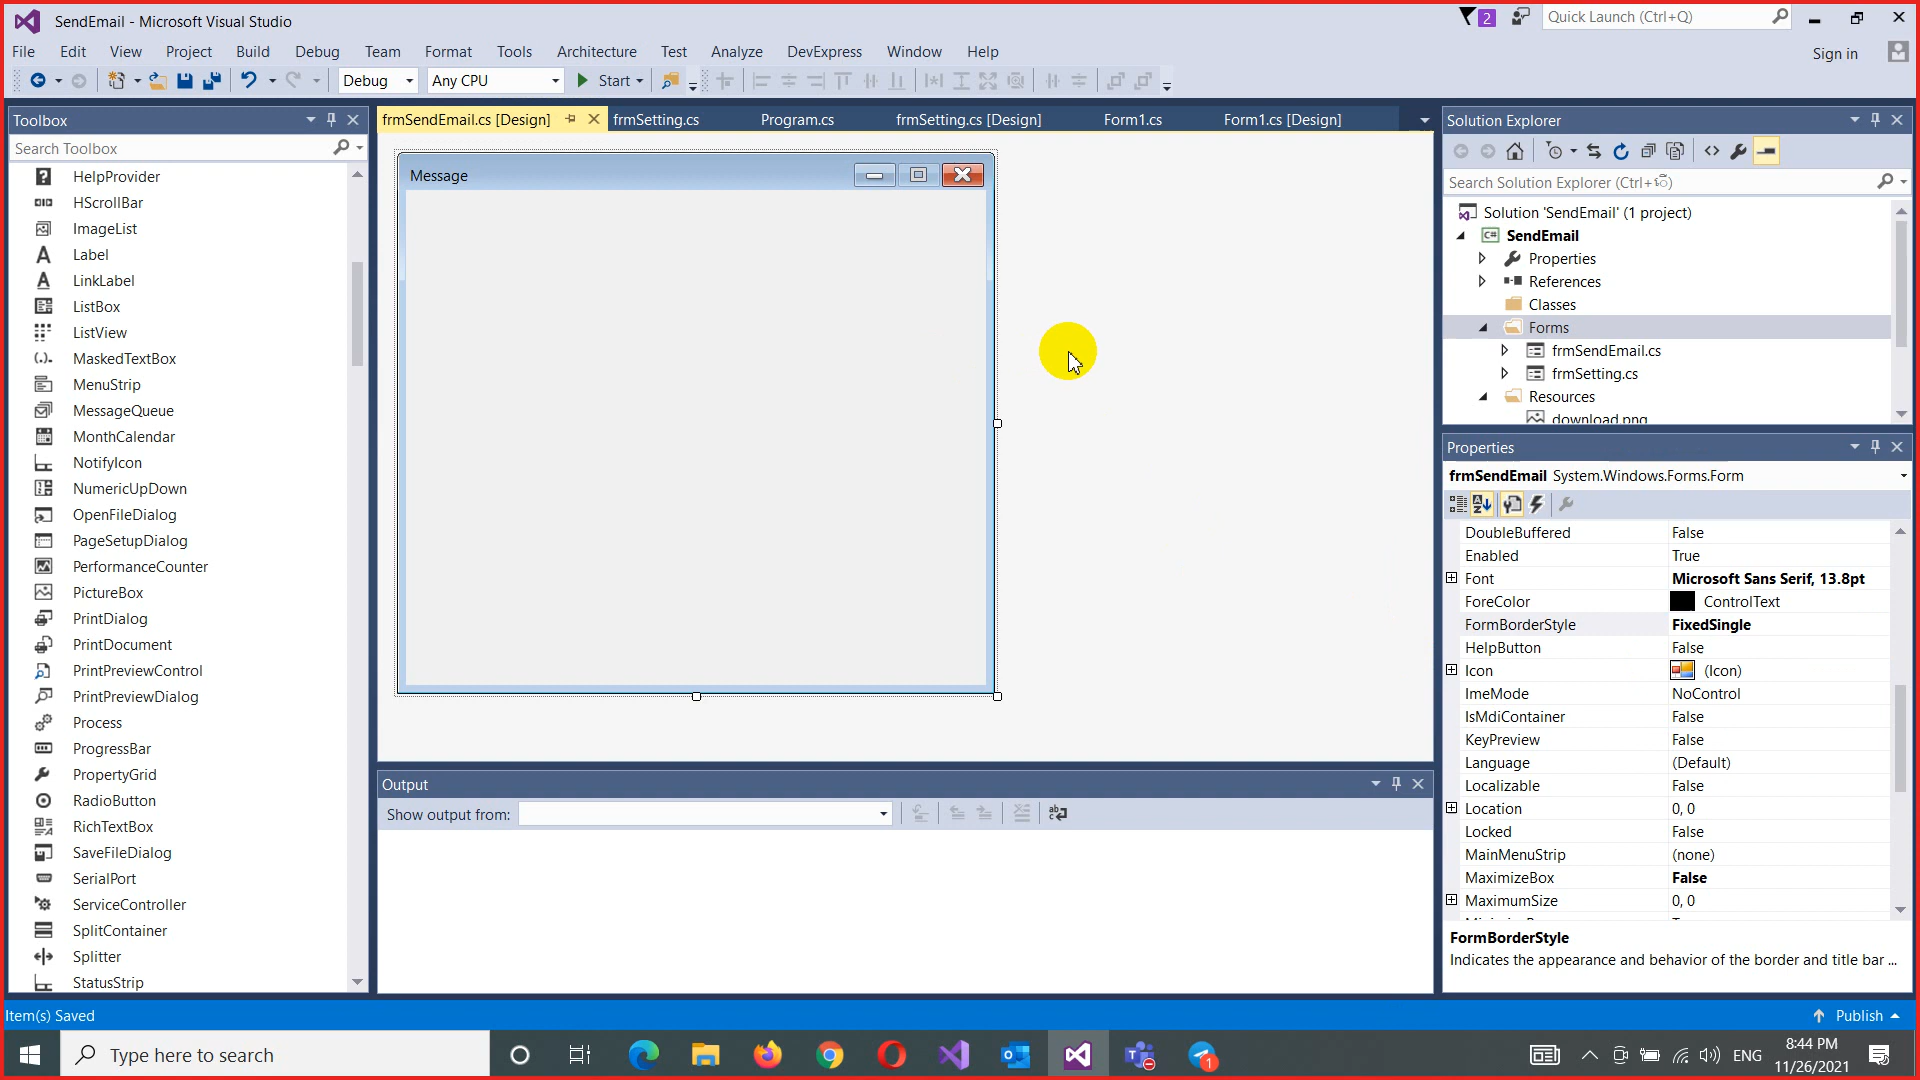 SendEmail - Microsoft Visual Studio
2
Quick Launch (Ctrl+Q)
File Edit View Project Build Debug Team Format Tools Architecture Test Analyze DevExpress Window Help
Sign in
Debug Any CPU Start
Toolbox
Search Toolbox
HelpProvider
HScrollBar
ImageList
Label
LinkLabel
ListBox
ListView
MaskedTextBox
MenuStrip
MessageQueue
MonthCalendar
NotifyIcon
NumericUpDown
OpenFileDialog
PageSetupDialog
PerformanceCounter
PictureBox
PrintDialog
PrintDocument
PrintPreviewControl
PrintPreviewDialog
Process
ProgressBar
PropertyGrid
RadioButton
RichTextBox
SaveFileDialog
SerialPort
ServiceController
SplitContainer
Splitter
StatusStrip
frmSendEmail.cs [Design] frmSetting.cs Program.cs frmSetting.cs [Design] Form1.cs Form1.cs [Design]
Message
Output
Show output from:
Solution Explorer
Search Solution Explorer (Ctrl+
Solution 'SendEmail' (1 project)
SendEmail
Properties
References
Classes
Forms
frmSendEmail.cs
frmSetting.cs
Resources
download.png
Properties
frmSendEmail System.Windows.Forms.Form
DoubleBuffered False
Enabled True
Font Microsoft Sans Serif, 13.8pt
ForeColor ControlText
FormBorderStyle FixedSingle
HelpButton False
Icon (Icon)
ImeMode NoControl
IsMdiContainer False
KeyPreview False
Language (Default)
Localizable False
Location 0, 0
Locked False
MainMenuStrip (none)
MaximizeBox False
MaximumSize 0, 0
FormBorderStyle
Indicates the appearance and behavior of the border and title bar ...
Item(s) Saved
Publish
Type here to search
1
ENG
8:44 PM
11/26/2021